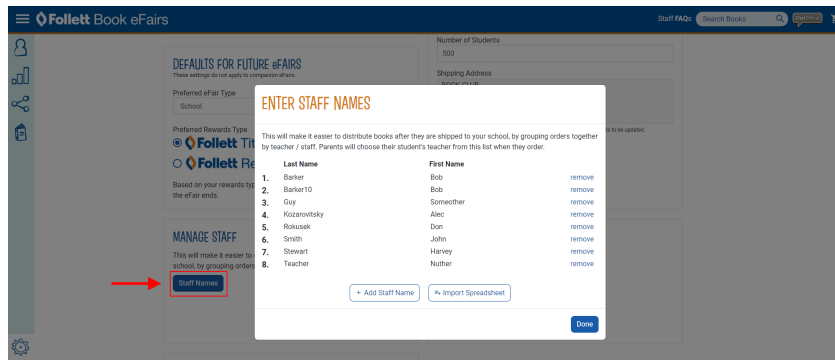 Follett Book eFairs
Staff FAQs
Search Books
Number of Students
500
DEFAULTS FOR FUTURE eFAIRS
These settings do not apply to companion eFairs.
Shipping Address
BOOK CLUB
Preferred eFair Type
School
ENTER STAFF NAMES
Preferred Rewards Type
Follett Tit
Follett Re
to be updated.
This will make it easier to distribute books after they are shipped to your school, by grouping orders together
by teacher / staff. Parents will choose their student's teacher from this list when they order.
Last Name First Name
1. Barker Bob remove
2. Barker10 Bob remove
3. Guy Someother remove
4. Kozarovitsky Alec remove
5. Rokusek Don remove
6. Smith John remove
7. Stewart Harvey remove
8. Teacher Nuther remove
Based on your rewards typ
the eFair ends.
MANAGE STAFF
This will make it easier to
school, by grouping orders
Staff Names
+ Add Staff Name
Import Spreadsheet
Done